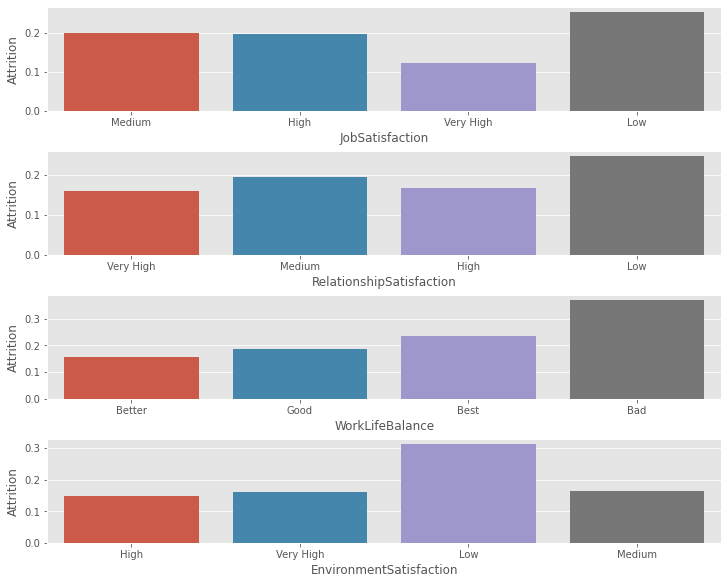 Attrition
0.2
0.1
0.0
Medium High Very High Low
JobSatisfaction
Attrition
0.2
0.1
0.0
Very High Medium High Low
RelationshipSatisfaction
Attrition
0.3
0.2
0.1
0.0
Better Good Best Bad
WorkLifeBalance
Attrition
0.3
0.2
0.1
0.0
High Very High Low Medium
EnvironmentSatisfaction